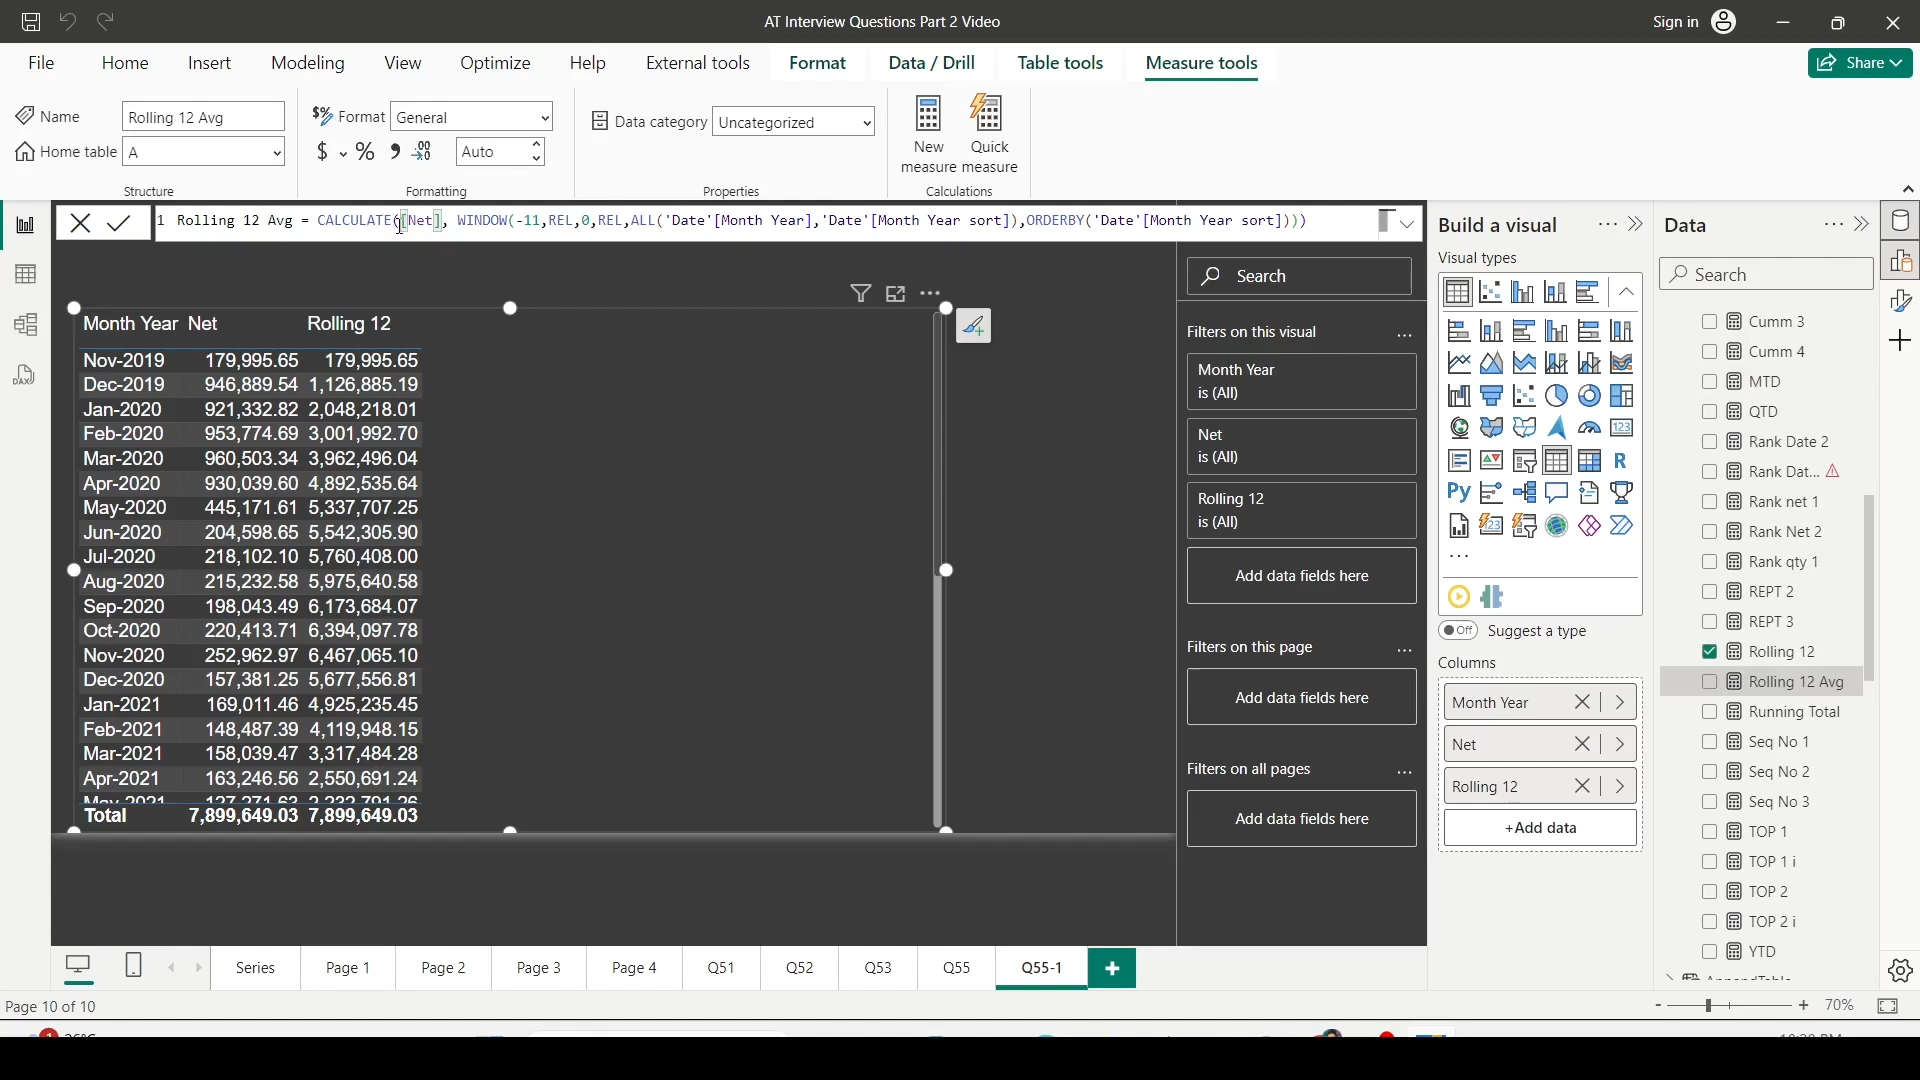 AT Interview Questions Part 2 Video
Sign in
File Home Insert Modeling View Optimize Help External tools Format Data / Drill Table tools Measure tools
Share
Name Rolling 12 Avg
Home table A
Structure
Format General
$ % , .00 Auto
Formatting
Data category Uncategorized
Properties
New measure
Quick measure
Calculations
1 Rolling 12 Avg = CALCULATE([Net], WINDOW(-11,REL,0,REL,ALL('Date'[Month Year],'Date'[Month Year sort]),ORDERBY('Date'[Month Year sort])))
Month Year Net Rolling 12
Nov-2019 179,995.65 179,995.65
Dec-2019 946,889.54 1,126,885.19
Jan-2020 921,332.82 2,048,218.01
Feb-2020 953,774.69 3,001,992.70
Mar-2020 960,503.34 3,962,496.04
Apr-2020 930,039.60 4,892,535.64
May-2020 445,171.61 5,337,707.25
Jun-2020 204,598.65 5,542,305.90
Jul-2020 218,102.10 5,760,408.00
Aug-2020 215,232.58 5,975,640.58
Sep-2020 198,043.49 6,173,684.07
Oct-2020 220,413.71 6,394,097.78
Nov-2020 252,962.97 6,467,065.10
Dec-2020 157,381.25 5,677,556.81
Jan-2021 169,011.46 4,925,235.45
Feb-2021 148,487.39 4,119,948.15
Mar-2021 158,039.47 3,317,484.28
Apr-2021 163,246.56 2,550,691.24
May-2021
Total 7,899,649.03 7,899,649.03
Search
Filters on this visual
Month Year
is (All)
Net
is (All)
Rolling 12
is (All)
Add data fields here
Filters on this page
Add data fields here
Filters on all pages
Add data fields here
Build a visual
Visual types
123
R
Py
Off Suggest a type
Columns
Month Year
Net
Rolling 12
+Add data
Data
Search
Cumm 3
Cumm 4
MTD
QTD
Rank Date 2
Rank Dat...
Rank net 1
Rank Net 2
Rank qty 1
REPT 2
REPT 3
Rolling 12
Rolling 12 Avg
Running Total
Seq No 1
Seq No 2
Seq No 3
TOP 1
TOP 1 i
TOP 2
TOP 2 i
YTD
DAX
Series Page 1 Page 2 Page 3 Page 4 Q51 Q52 Q53 Q55 Q55-1
Page 10 of 10
- + 70%